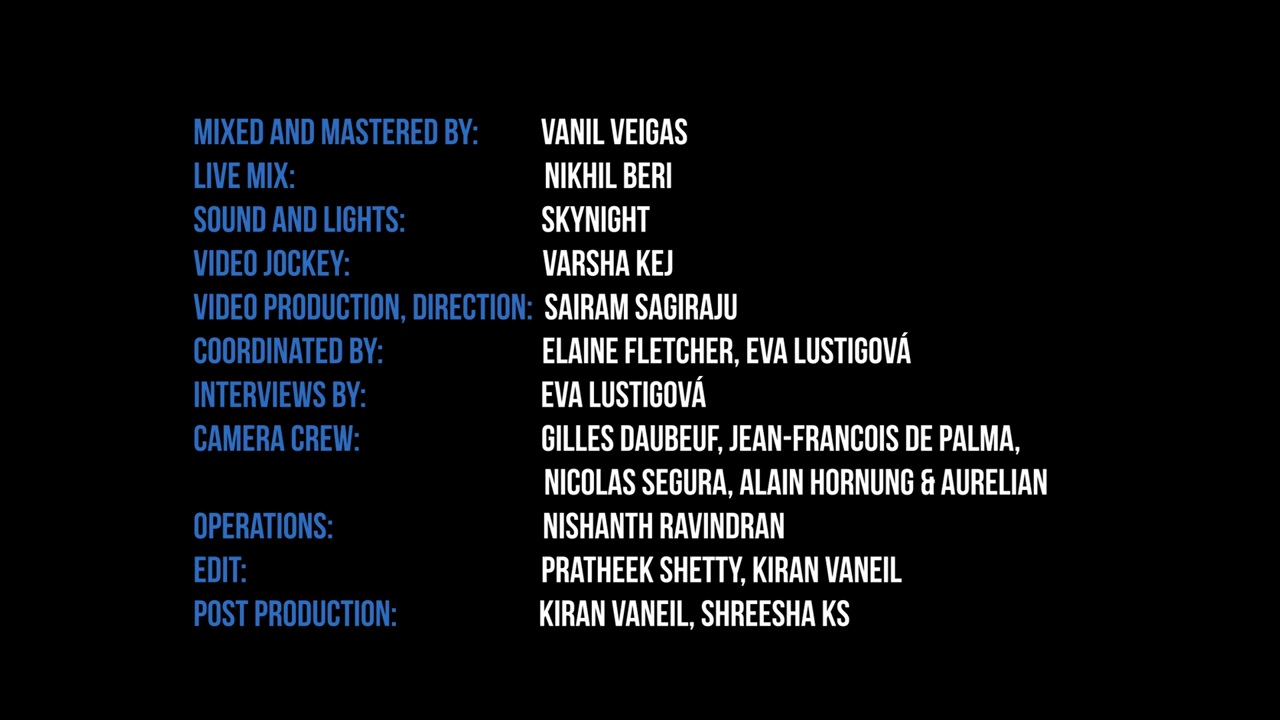 MIXED AND MASTERED BY: VANIL VEIGAS
LIVE MIX: NIKHIL BERI
SOUND AND LIGHTS: SKYNIGHT
VIDEO JOCKEY: VARSHA KEJ
VIDEO PRODUCTION, DIRECTION: SAIRAM SAGIRAJU
COORDINATED BY: ELAINE FLETCHER, EVA LUSTIGOVÁ
INTERVIEWS BY: EVA LUSTIGOVÁ
CAMERA CREW: GILLES DAUBEUF, JEAN-FRANCOIS DE PALMA,
NICOLAS SEGURA, ALAIN HORNUNG & AURELIAN
OPERATIONS: NISHANTH RAVINDRAN
EDIT: PRATHEEK SHETTY, KIRAN VANEIL
POST PRODUCTION: KIRAN VANEIL, SHREESHA KS